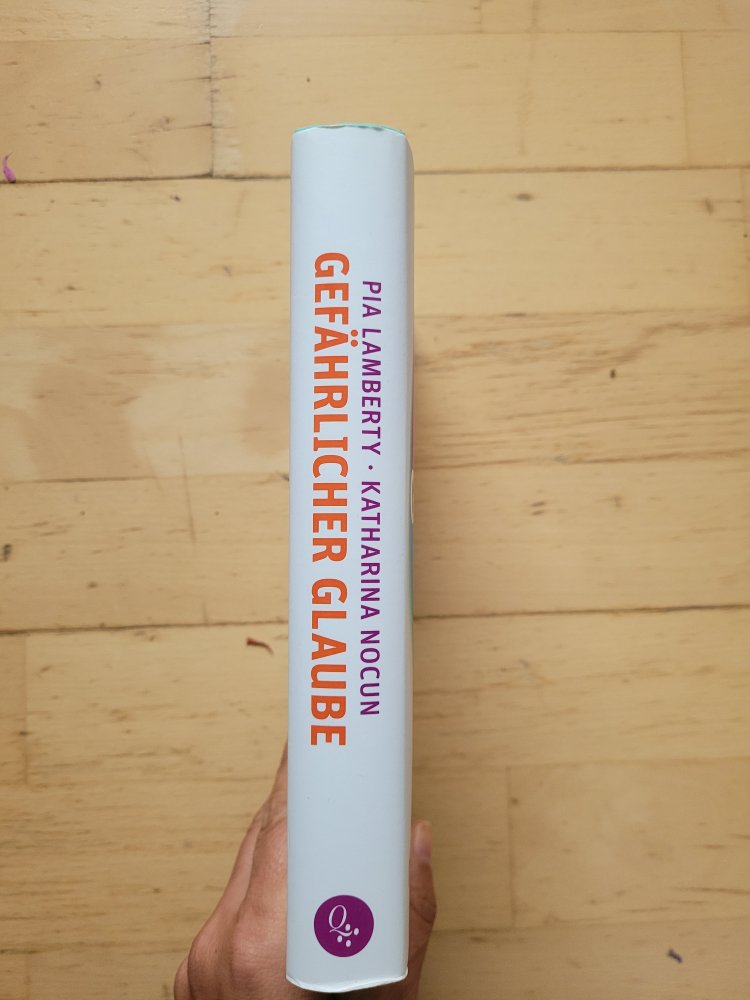 PIA LAMBERTY · KATHARINA NOCUN
GEFÄHRLICHER GLAUBE
Q